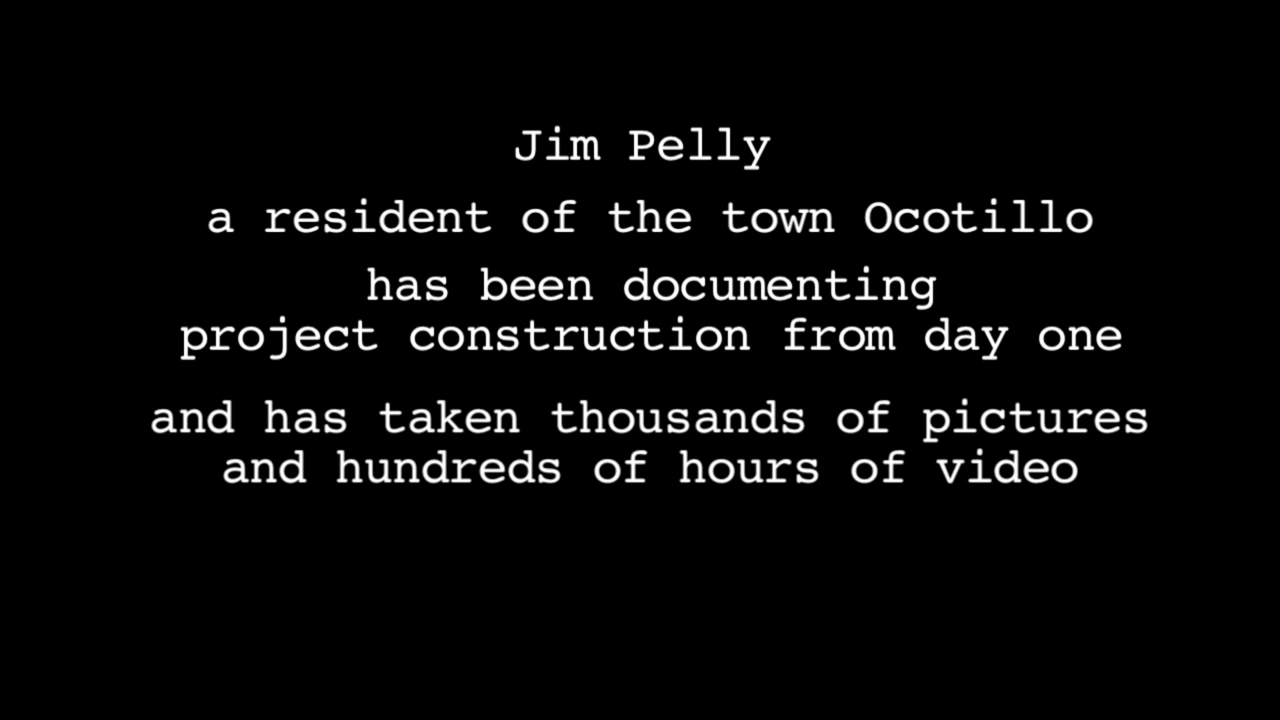 Jim Pelly
a resident of the town Ocotillo
has been documenting
project construction from day one
and has taken thousands of pictures
and hundreds of hours of video